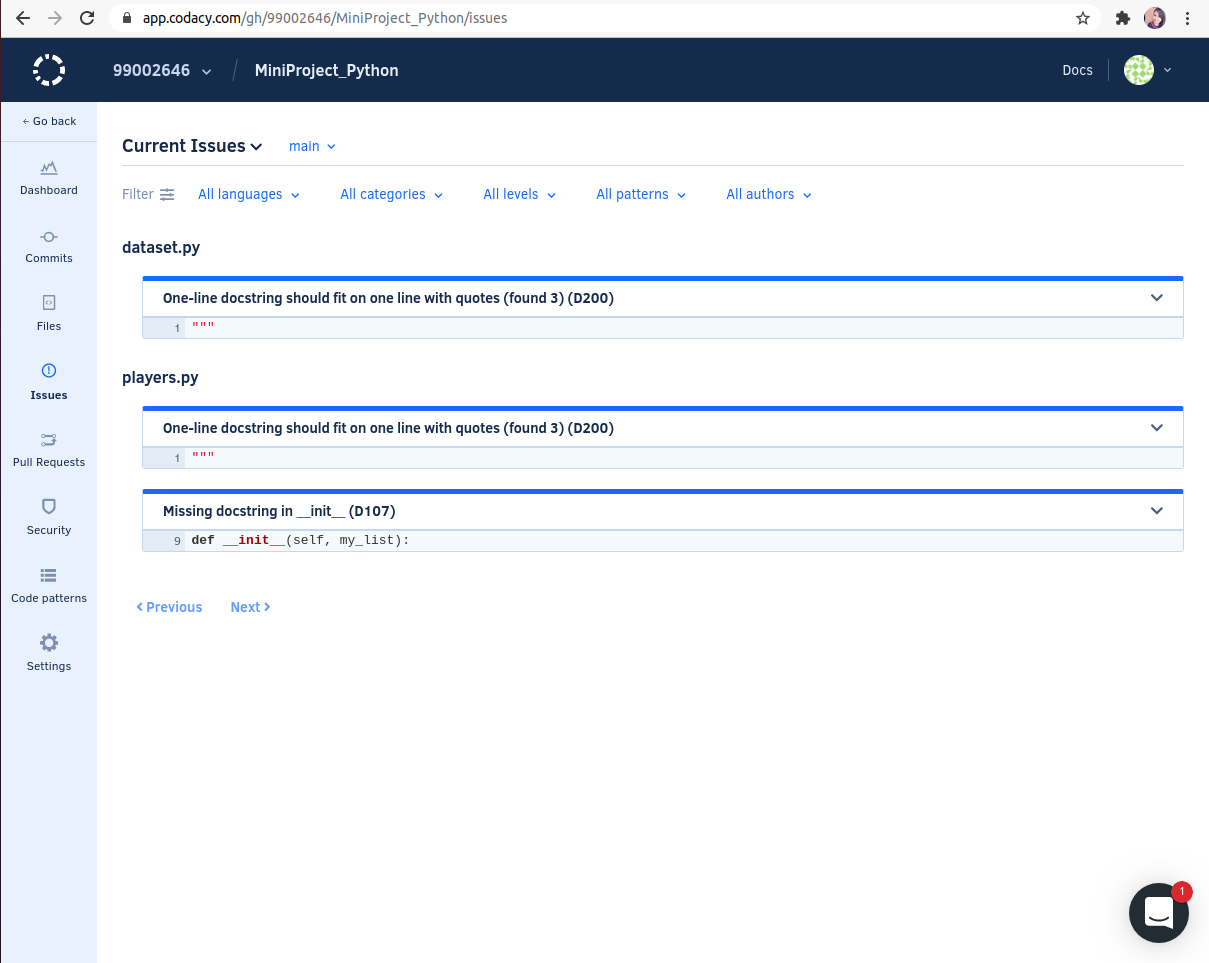 app.codacy.com/gh/99002646/MiniProject_Python/issues
99002646 / MiniProject_Python Docs
← Go back
Dashboard
Commits
Files
Issues
Pull Requests
Security
Code patterns
Settings
Current Issues main
Filter All languages All categories All levels All patterns All authors
dataset.py
One-line docstring should fit on one line with quotes (found 3) (D200)
1 """
players.py
One-line docstring should fit on one line with quotes (found 3) (D200)
1 """
Missing docstring in __init__ (D107)
9 def __init__(self, my_list):
Previous Next
1